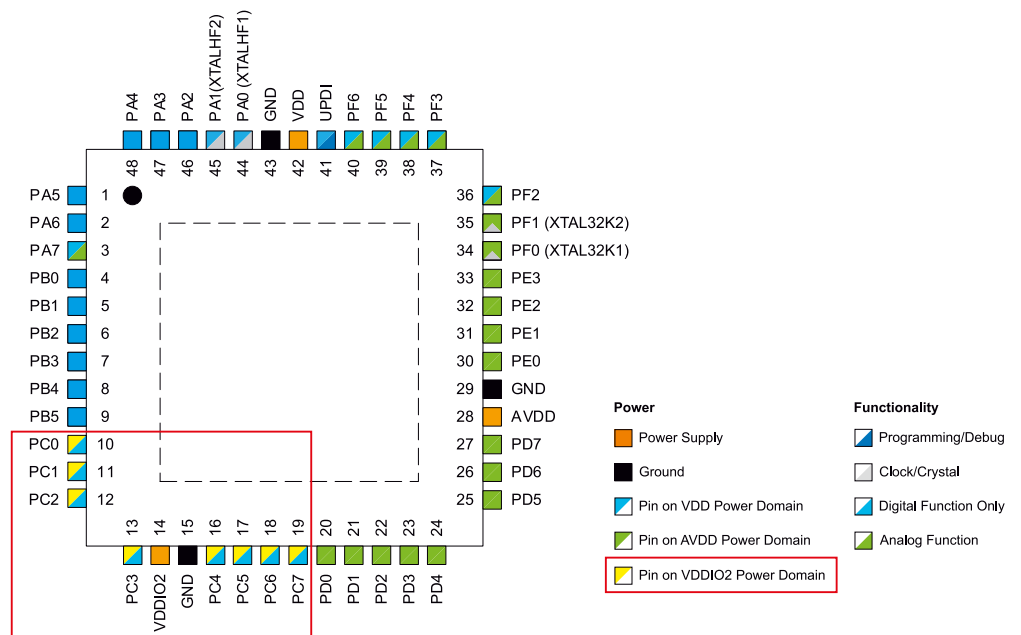 PA4
PA3
PA2
PA1(XTALHF2)
PA0 (XTALHF1)
GND
VDD
UPDI
PF6
PF5
PF4
PF3
48
47
46
45
44
43
42
41
40
39
38
37
PA5 1
PA6 2
PA7 3
PB0 4
PB1 5
PB2 6
PB3 7
PB4 8
PB5 9
PC0 10
PC1 11
PC2 12
36 PF2
35 PF1 (XTAL32K2)
34 PF0 (XTAL32K1)
33 PE3
32 PE2
31 PE1
30 PE0
29 GND
28 AVDD
27 PD7
26 PD6
25 PD5
13
14
15
16
17
18
19
20
21
22
23
24
PC3
VDDIO2
GND
PC4
PC5
PC6
PC7
PD0
PD1
PD2
PD3
PD4
Power
Power Supply
Ground
Pin on VDD Power Domain
Pin on AVDD Power Domain
Pin on VDDIO2 Power Domain
Functionality
Programming/Debug
Clock/Crystal
Digital Function Only
Analog Function